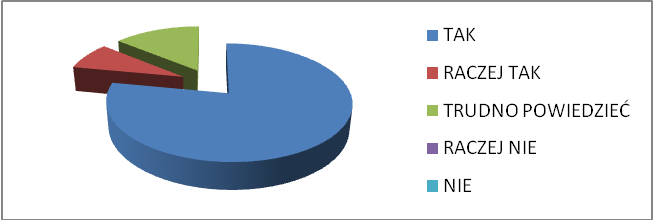 TAK
RACZEJ TAK
TRUDNO POWIEDZIEĆ
RACZEJ NIE
NIE